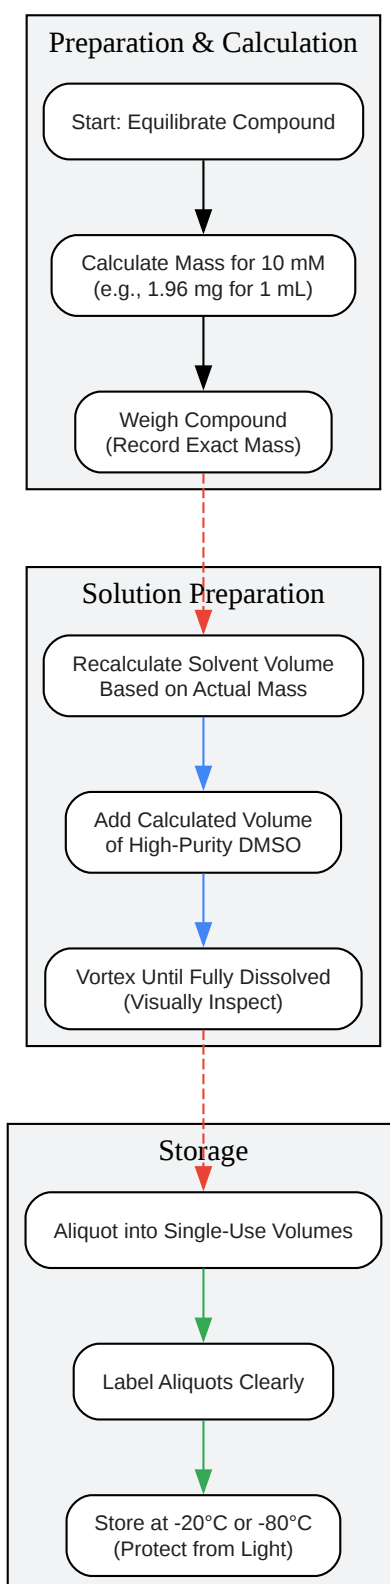 Preparation & Calculation
Start: Equilibrate Compound
Calculate Mass for 10 mM
(e.g., 1.96 mg for 1 mL)
Weigh Compound
(Record Exact Mass)
Solution Preparation
Recalculate Solvent Volume
Based on Actual Mass
Add Calculated Volume
of High-Purity DMSO
Vortex Until Fully Dissolved
(Visually Inspect)
Storage
Aliquot into Single-Use Volumes
Label Aliquots Clearly
Store at -20°C or -80°C
(Protect from Light)